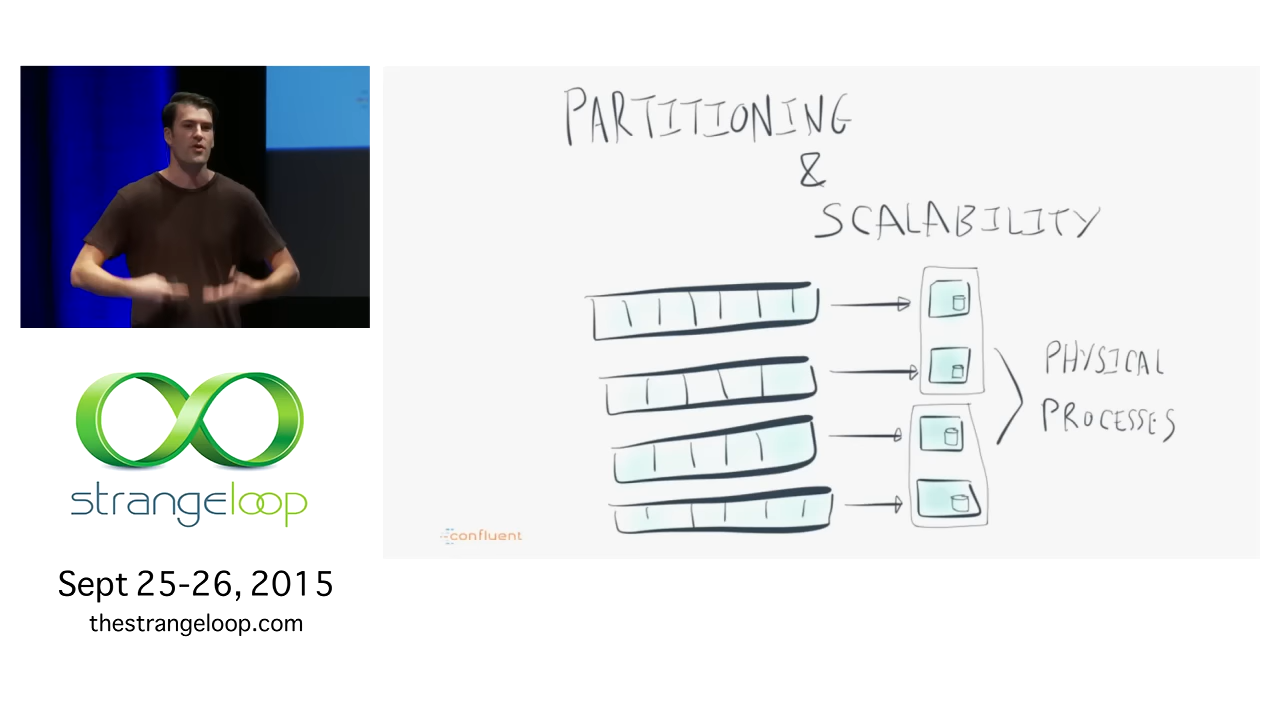 PARTITIONING
&
SCALABILITY
PHYSICAL
PROCESSES
confluent
strangeloop
Sept 25-26, 2015
thestrangeloop.com